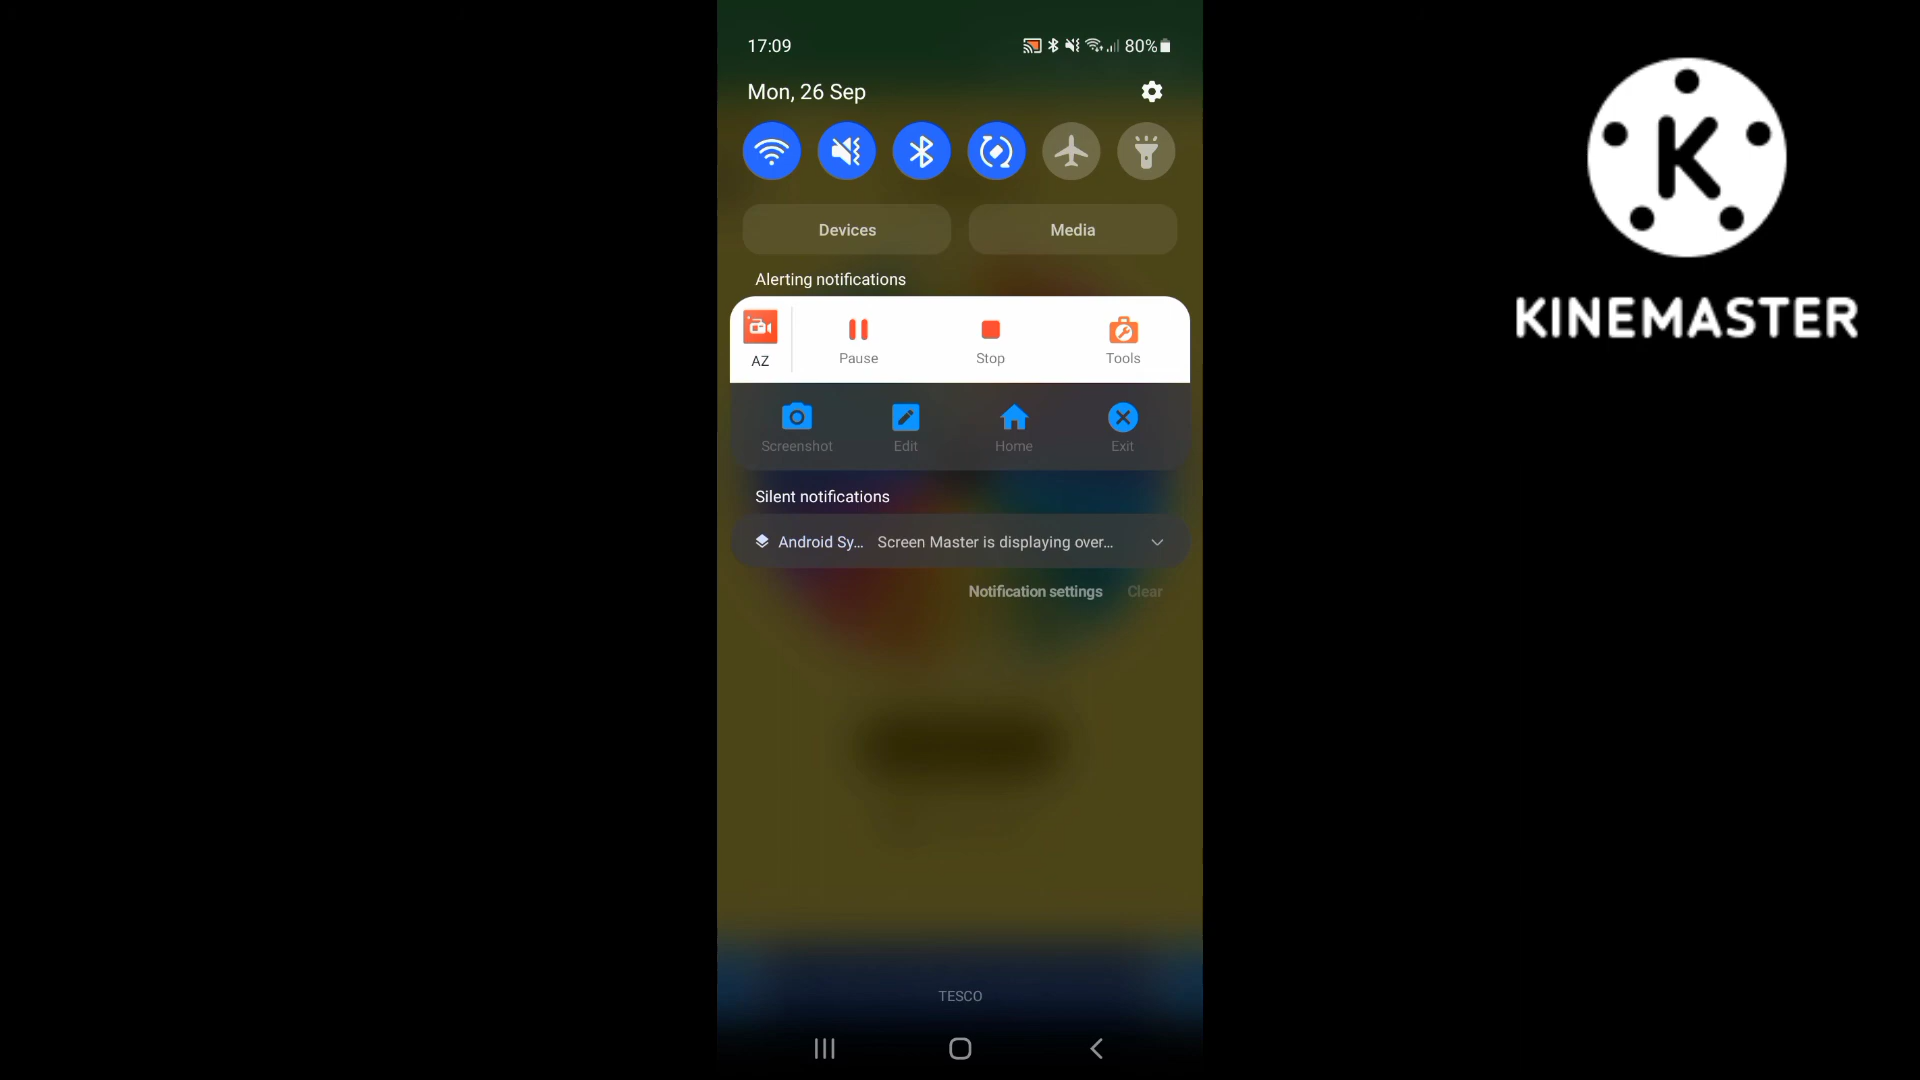 17:09
80%
Mon, 26 Sep
K
KINEMASTER
Devices
Media
Alerting notifications
AZ
Pause
Stop
Tools
Screenshot
Edit
Home
Exit
Silent notifications
Android Sy... Screen Master is displaying over...
Notification settings
Clear
TESCO